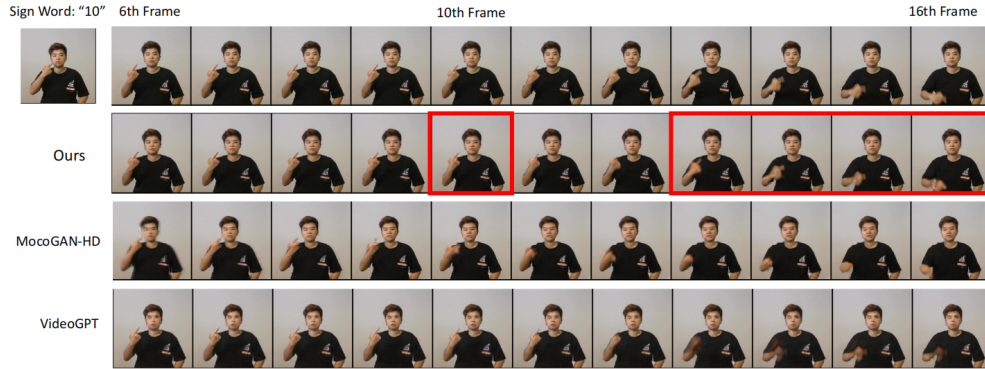 Sign Word: “10” 6th Frame 10th Frame 16th Frame
Ours
MocoGAN-HD
VideoGPT